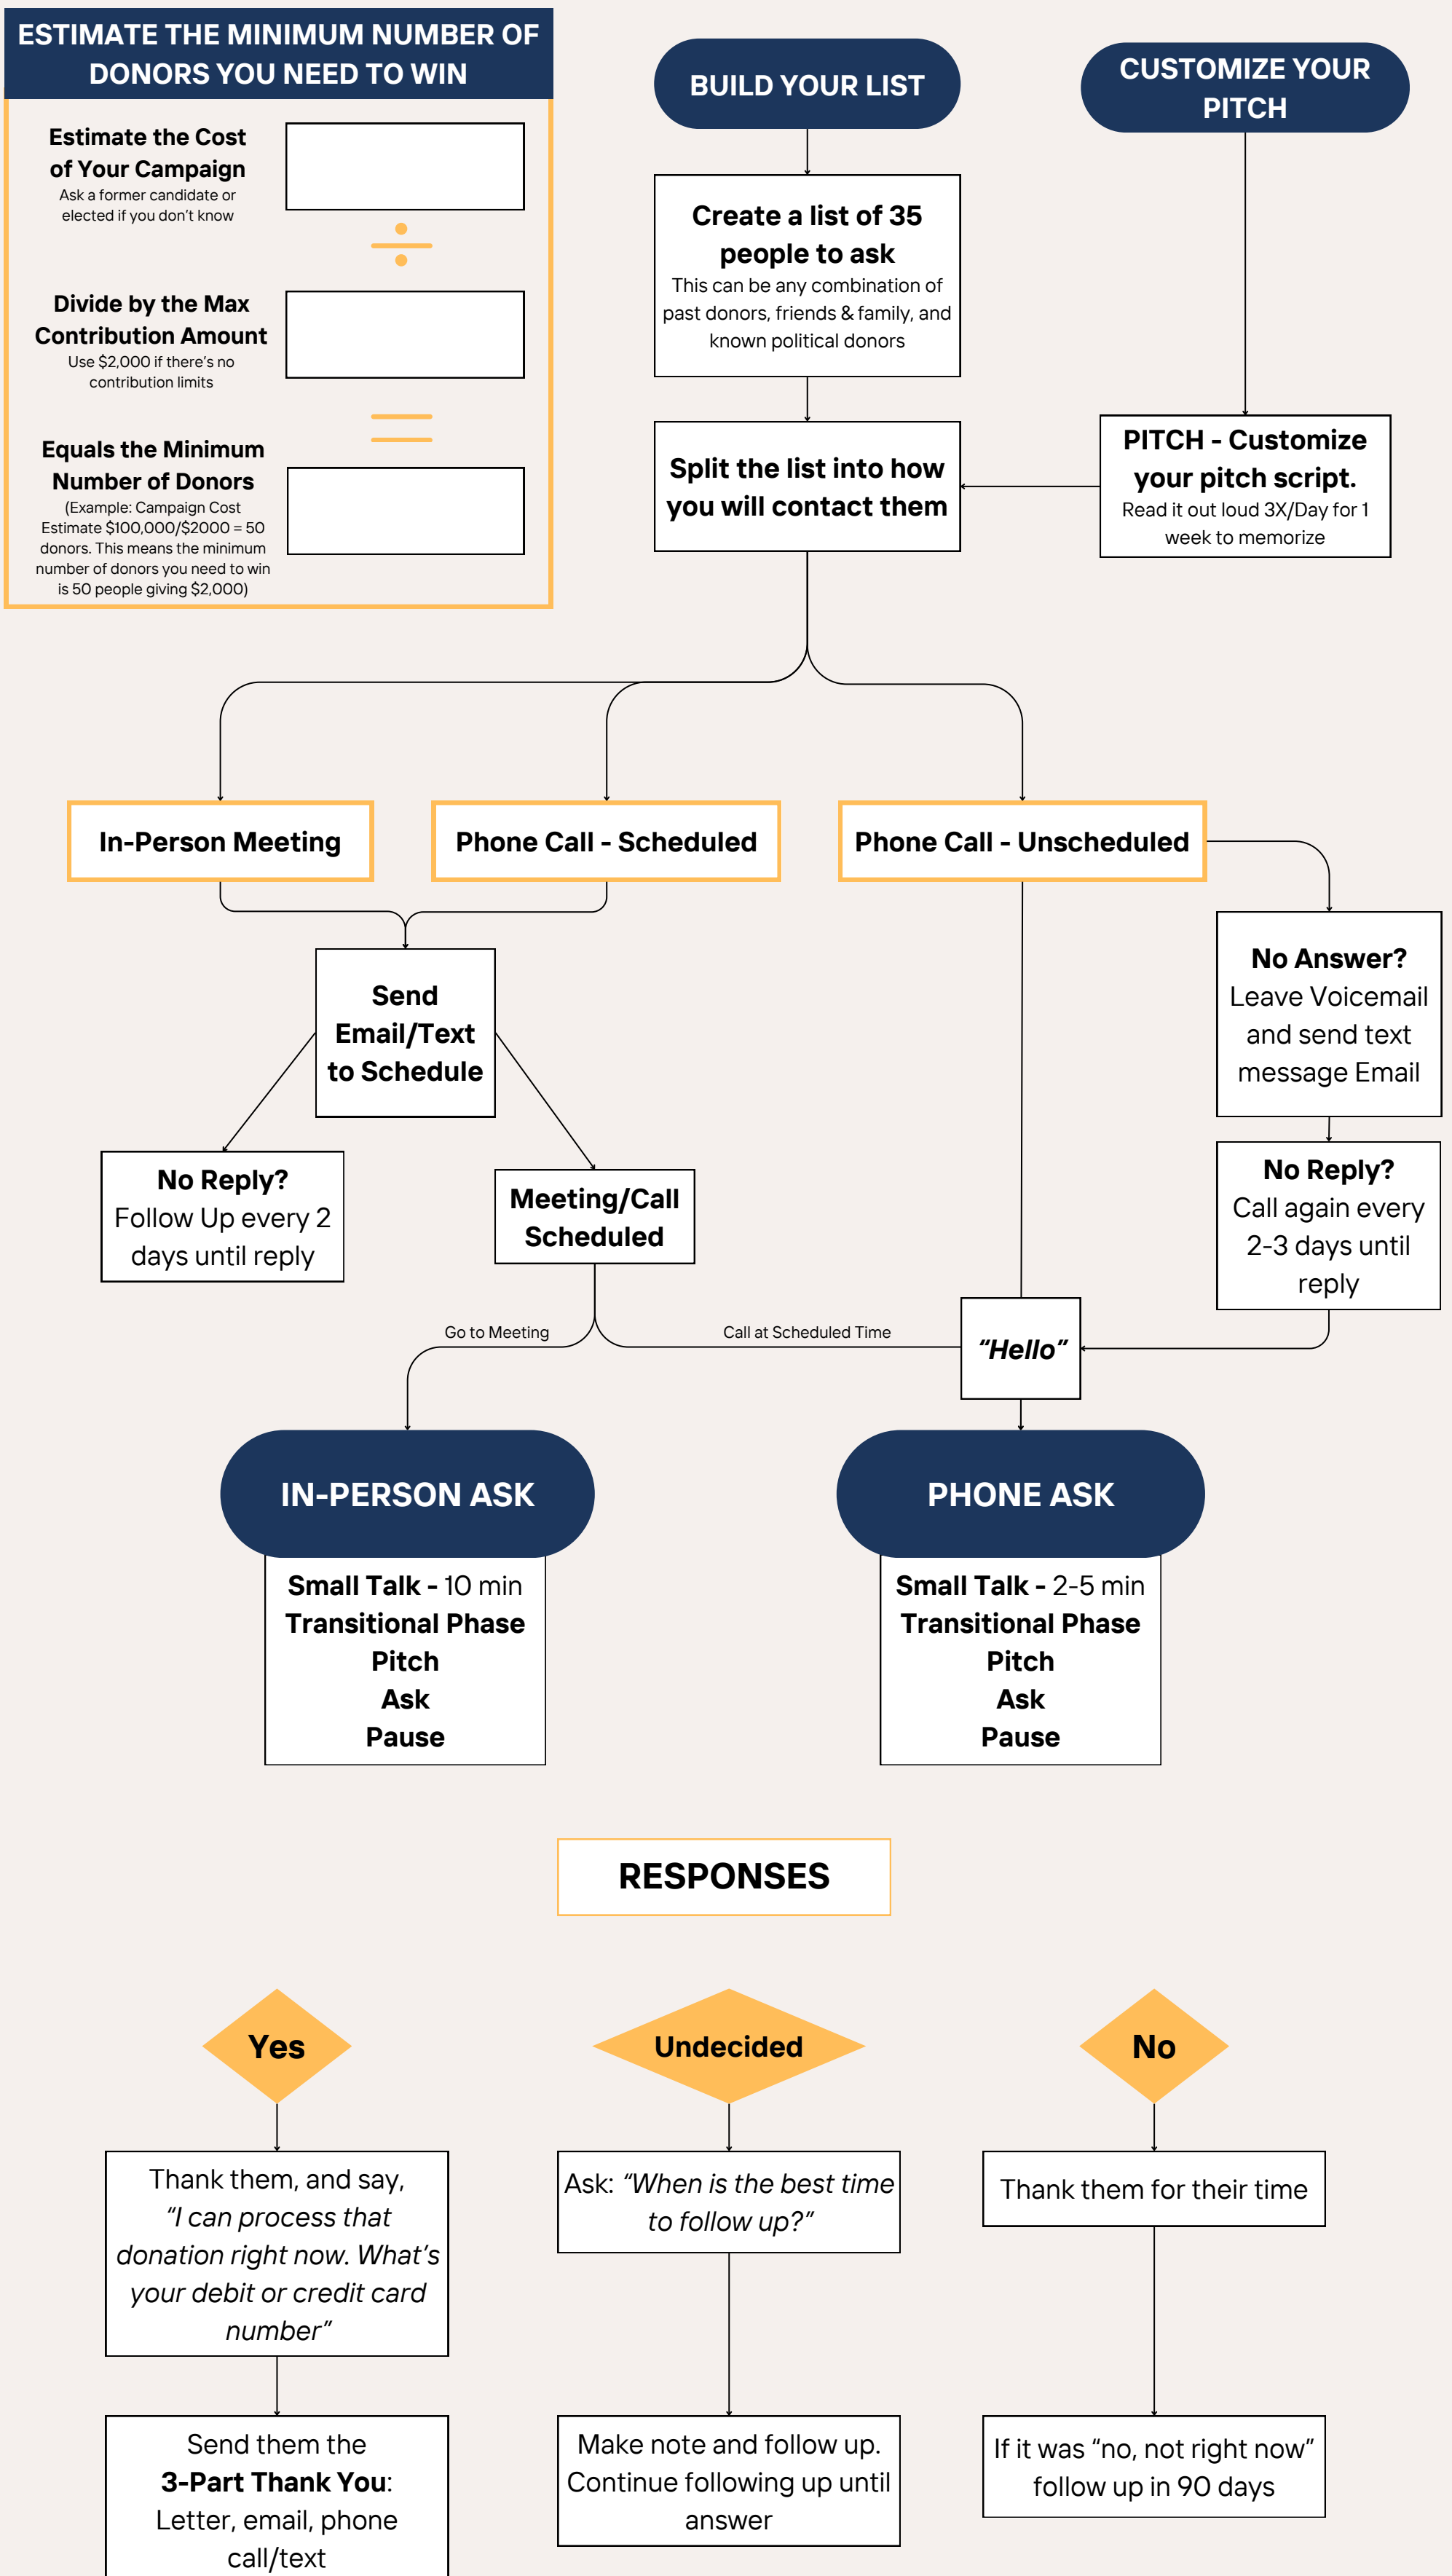 ESTIMATE THE MINIMUM NUMBER OF
DONORS YOU NEED TO WIN
Estimate the Cost
of Your Campaign
Ask a former candidate or
elected if you don't know
Divide by the Max
Contribution Amount
Use $2,000 if there's no
contribution limits
Equals the Minimum
Number of Donors
(Example: Campaign Cost
Estimate $100,000/$2000 = 50
donors. This means the minimum
number of donors you need to win
is 50 people giving $2,000)
BUILD YOUR LIST
CUSTOMIZE YOUR
PITCH
Create a list of 35
people to ask
This can be any combination of
past donors, friends & family, and
known political donors
Split the list into how
you will contact them
PITCH - Customize
your pitch script.
Read it out loud 3X/Day for 1
week to memorize
In-Person Meeting
Phone Call - Scheduled
Phone Call - Unscheduled
Send
Email/Text
to Schedule
No Answer?
Leave Voicemail
and send text
message Email
No Reply?
Follow Up every 2
days until reply
Meeting/Call
Scheduled
No Reply?
Call again every
2-3 days until
reply
Go to Meeting
Call at Scheduled Time
“Hello”
IN-PERSON ASK
Small Talk - 10 min
Transitional Phase
Pitch
Ask
Pause
PHONE ASK
Small Talk - 2-5 min
Transitional Phase
Pitch
Ask
Pause
RESPONSES
Yes
Undecided
No
Thank them, and say,
“I can process that
donation right now. What's
your debit or credit card
number”
Ask: “When is the best time
to follow up?”
Thank them for their time
Send them the
3-Part Thank You:
Letter, email, phone
call/text
Make note and follow up.
Continue following up until
answer
If it was “no, not right now”
follow up in 90 days